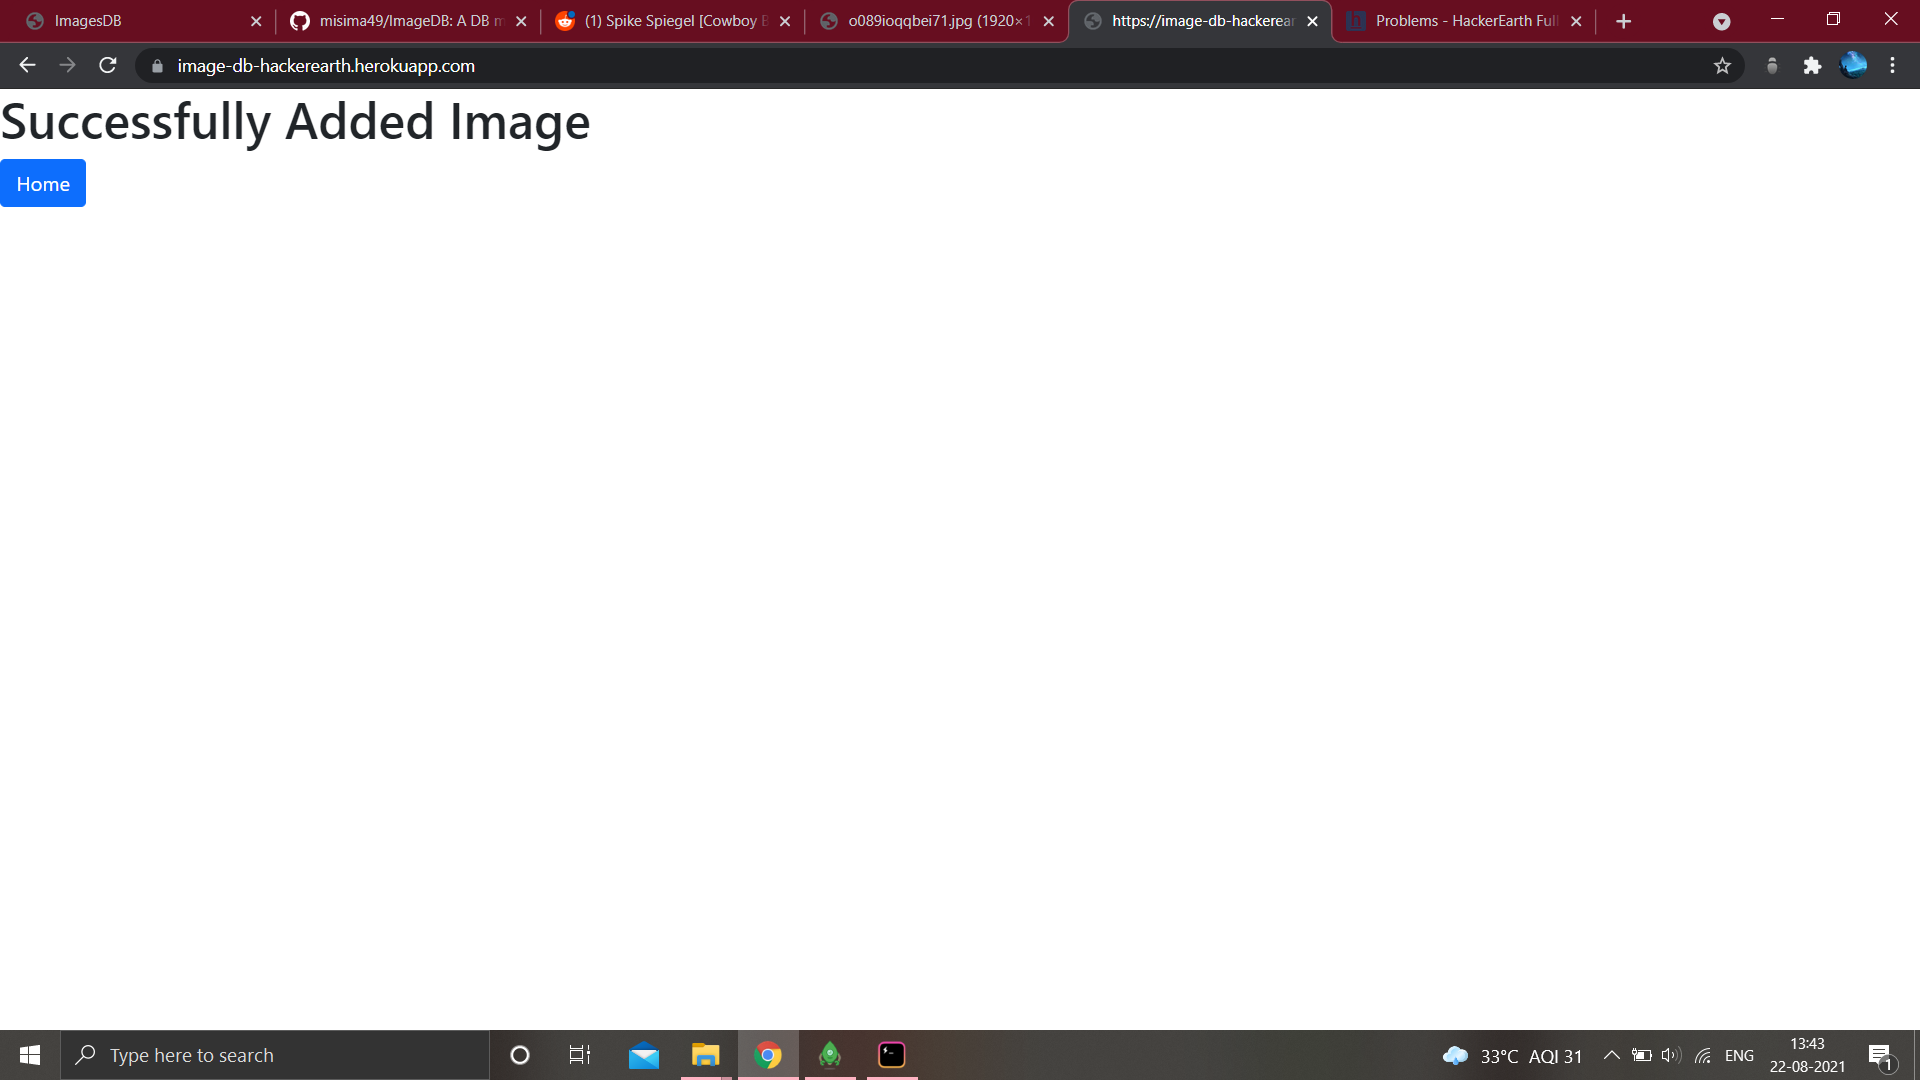 ImagesDB
misima49/ImageDB: A DB m
(1) Spike Spiegel [Cowboy B
o089ioqqbei71.jpg (1920×1
https://image-db-hackerear
Problems - HackerEarth Full
image-db-hackerearth.herokuapp.com
Successfully Added Image
Home
Type here to search
33°C AQI 31
ENG
13:43
22-08-2021
1